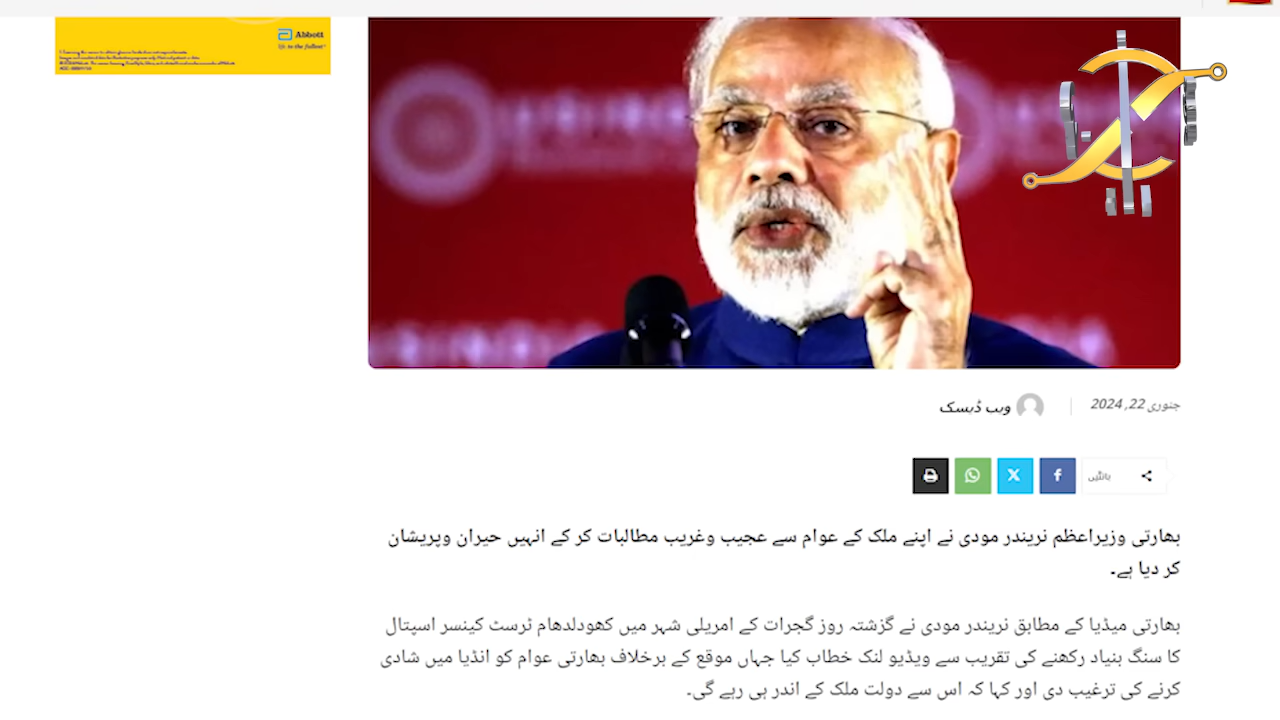 Abbott
life. to the fullest.®
جنوری 22, 2024
ویب ڈیسک
بانٹیں
بھارتی وزیراعظم نریندر مودی نے اپنے ملک کے عوام سے عجیب وغریب مطالبات کر کے انہیں حیران وپریشان
کر دیا ہے۔
بھارتی میڈیا کے مطابق نریندر مودی نے گزشتہ روز گجرات کے امریلی شہر میں کھودلدھام ٹرسٹ کینسر اسپتال
کا سنگ بنیاد رکھنے کی تقریب سے ویڈیو لنک خطاب کیا جہاں موقع کے برخلاف بھارتی عوام کو انڈیا میں شادی
کرنے کی ترغیب دی اور کہا کہ اس سے دولت ملک کے اندر ہی رہے گی۔